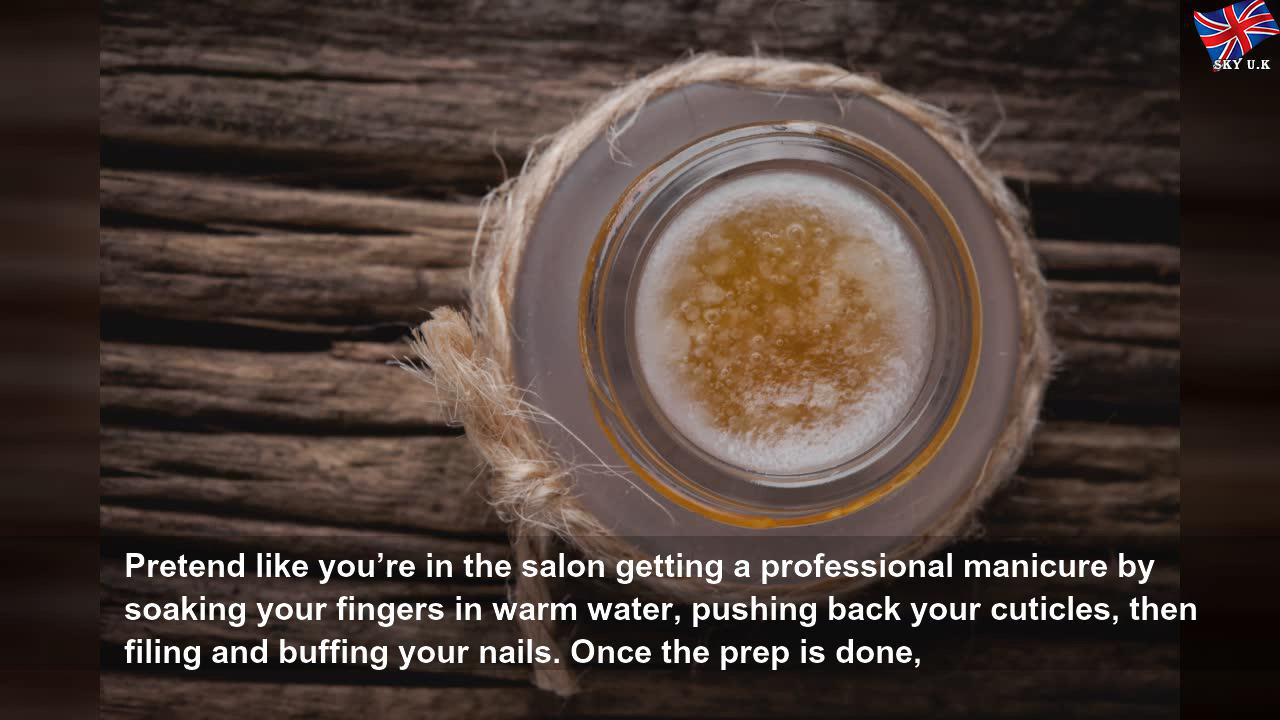 SKY U.K
Pretend like you’re in the salon getting a professional manicure by
soaking your fingers in warm water, pushing back your cuticles, then
filing and buffing your nails. Once the prep is done,